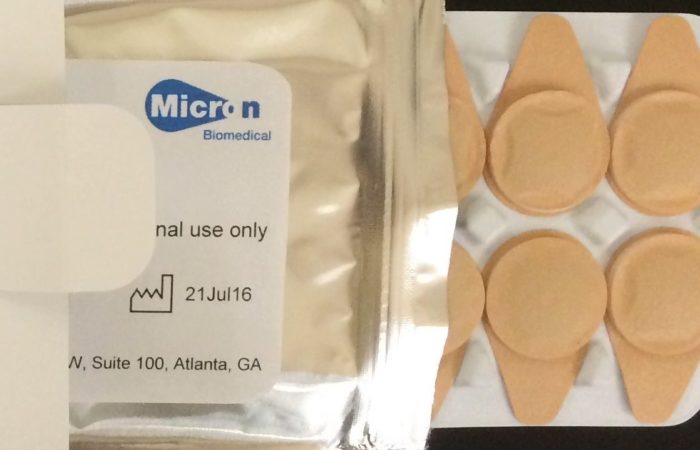 Micron
Biomedical
nal use only
21Jul16
W, Suite 100, Atlanta, GA